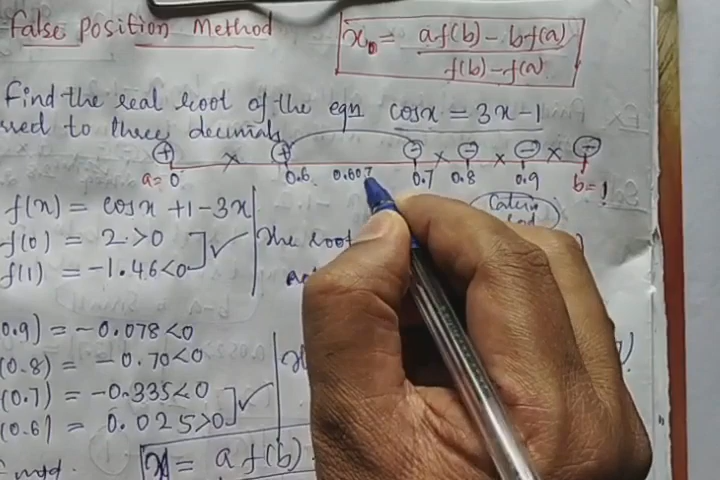 False Position Method
x₀ = af(b) - bf(a) / f(b) - f(a)
Find the real root of the eqn cosx = 3x-1
to three decimals
+ × + - × - × - × -
a=0 0.6 0.607 0.7 0.8 0.9 b=1
f(x) = cosx +1-3x
f(0) = 2>0
The root
f(1) = -1.46<0
0.9) = -0.078<0
(0.8) = -0.70<0
(0.7) = -0.335<0
(0.6) = 0.025>0
x = af(b)